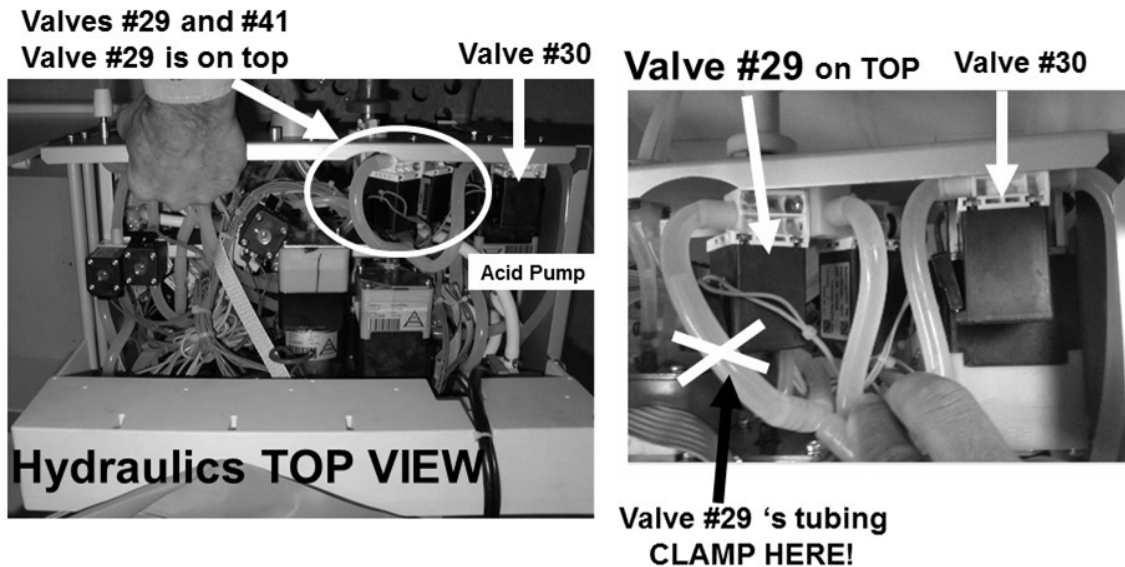 Valves #29 and #41
Valve #29 is on top
Valve #30
Acid Pump
Hydraulics TOP VIEW
Valve #29 on TOP
Valve #30
Valve #29 ‘s tubing
CLAMP HERE!